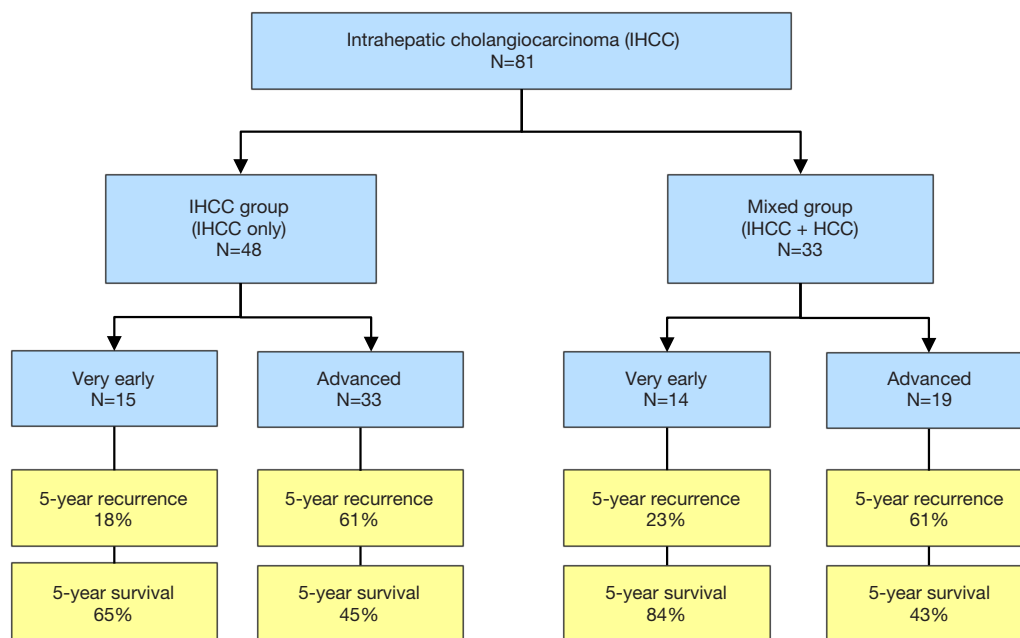 Intrahepatic cholangiocarcinoma (IHCC)
N=81
IHCC group
(IHCC only)
N=48
Mixed group
(IHCC + HCC)
N=33
Very early
N=15
Advanced
N=33
Very early
N=14
Advanced
N=19
5-year recurrence
18%
5-year recurrence
61%
5-year recurrence
23%
5-year recurrence
61%
5-year survival
65%
5-year survival
45%
5-year survival
84%
5-year survival
43%